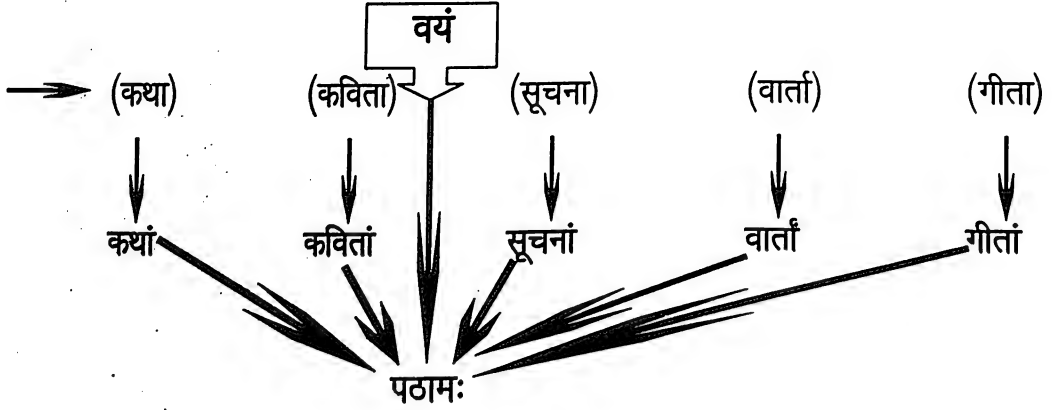 वयं
(कथा) (कविता) (सूचना) (वार्ता) (गीता)
कथां कवितां सूचनां वार्तां गीतां
पठामः